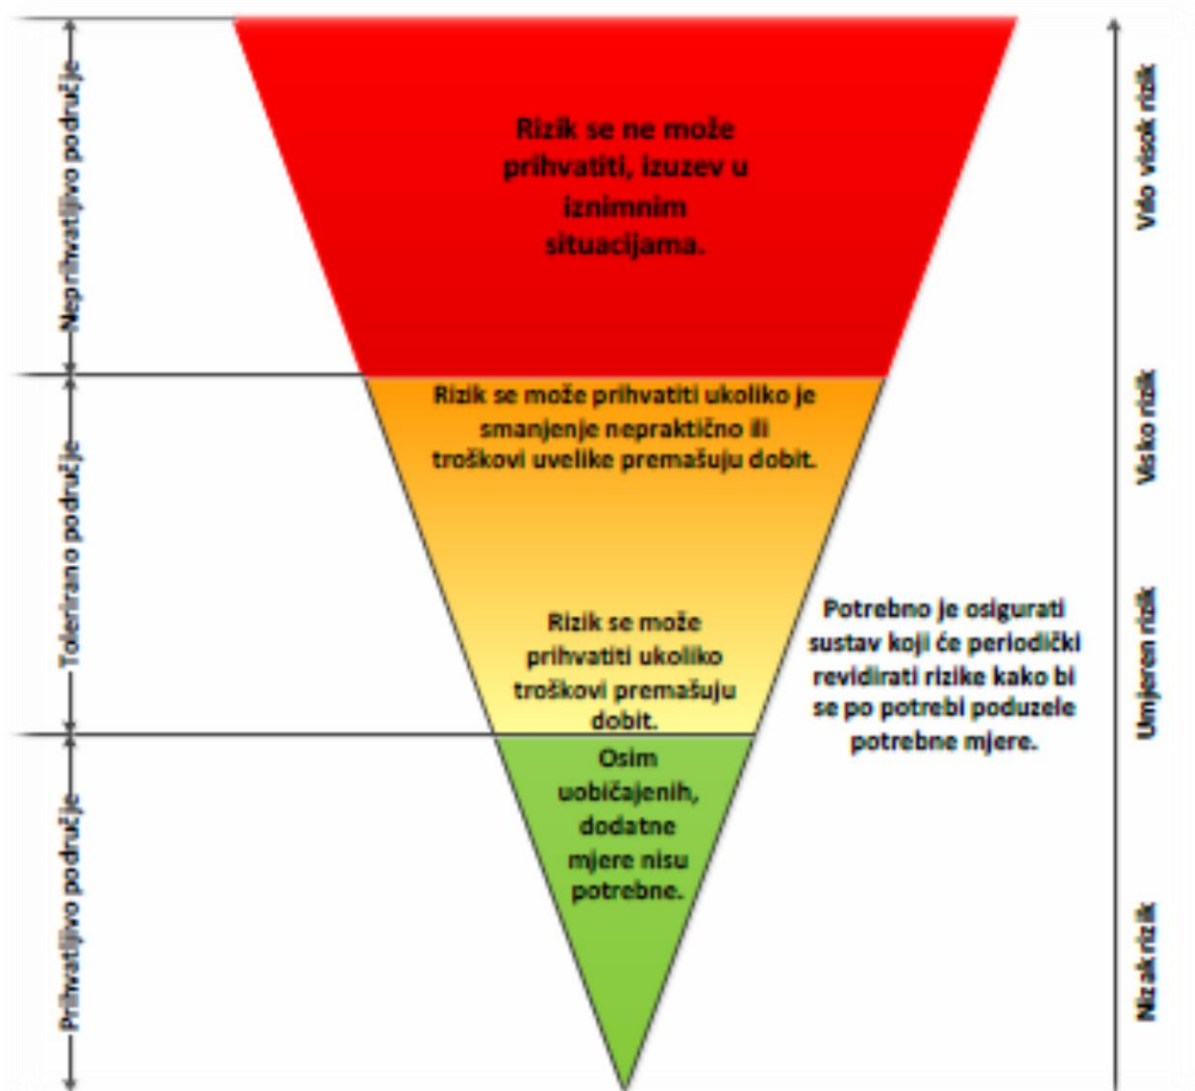 Neprihvatljivo područje
Rizik se ne može
prihvatiti, izuzev u
iznimnim
situacijama.
Vrlo visok rizik
Tolerirano područje
Rizik se može prihvatiti ukoliko je
smanjenje nepraktično ili
troškovi uvelike premašuju dobit.
Visko rizik
Rizik se može
prihvatiti ukoliko
troškovi premašuju
dobit.
Potrebno je osigurati
sustav koji će periodički
revidirati rizike kako bi
se po potrebi poduzele
potrebne mjere.
Umjeren rizik
Prihvatljivo područje
Osim
uobičajenih,
dodatne
mjere nisu
potrebne.
Nizak rizik